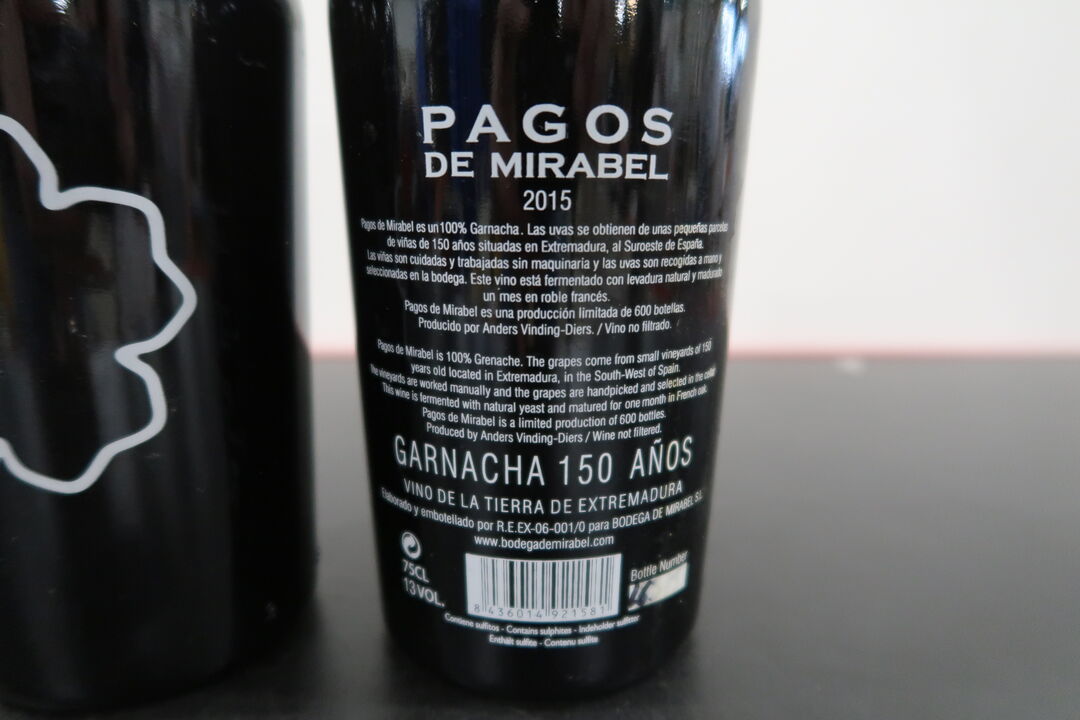 PAGOS
DE MIRABEL
2015
Pagos de Mirabel es un 100% Garnacha. Las uvas se obtienen de unas pequeñas parcelas
de viñas de 150 años situadas en Extremadura, al Suroeste de España.
Las viñas son cuidadas y trabajadas sin maquinaria y las uvas son recogidas a mano y
seleccionadas en la bodega. Este vino está fermentado con levadura natural y madurado
un mes en roble francés.
Pagos de Mirabel es una producción limitada de 600 botellas.
Producido por Anders Vinding-Diers. / Vino no filtrado.
Pagos de Mirabel is 100% Grenache. The grapes come from small vineyards of 150
years old located in Extremadura, in the South-West of Spain.
The vineyards are worked manually and the grapes are handpicked and selected in the cellar
This wine is fermented with natural yeast and matured for one month in French oak.
Pagos de Mirabel is a limited production of 600 bottles.
Produced by Anders Vinding-Diers / Wine not filtered.
GARNACHA 150 AÑOS
VINO DE LA TIERRA DE EXTREMADURA
Elaborado y embotellado por R.E.EX-06-001/0 para BODEGA DE MIRABEL S.L.
www.bodegademirabel.com
75CL
13VOL.
Bottle Number
8 436014 921581
Contiene sulfitos - Contains sulphites - Indeholder sulfitter
Enthält sulfite - Contenu sulfite